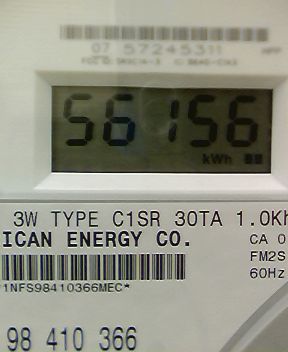 07 57245311
56156
kWh
3W TYPE C1SR 30TA 1.0Kh
ICAN ENERGY CO.
CA 0
FM2S
60Hz
1NFS98410366MEC*
98 410 366